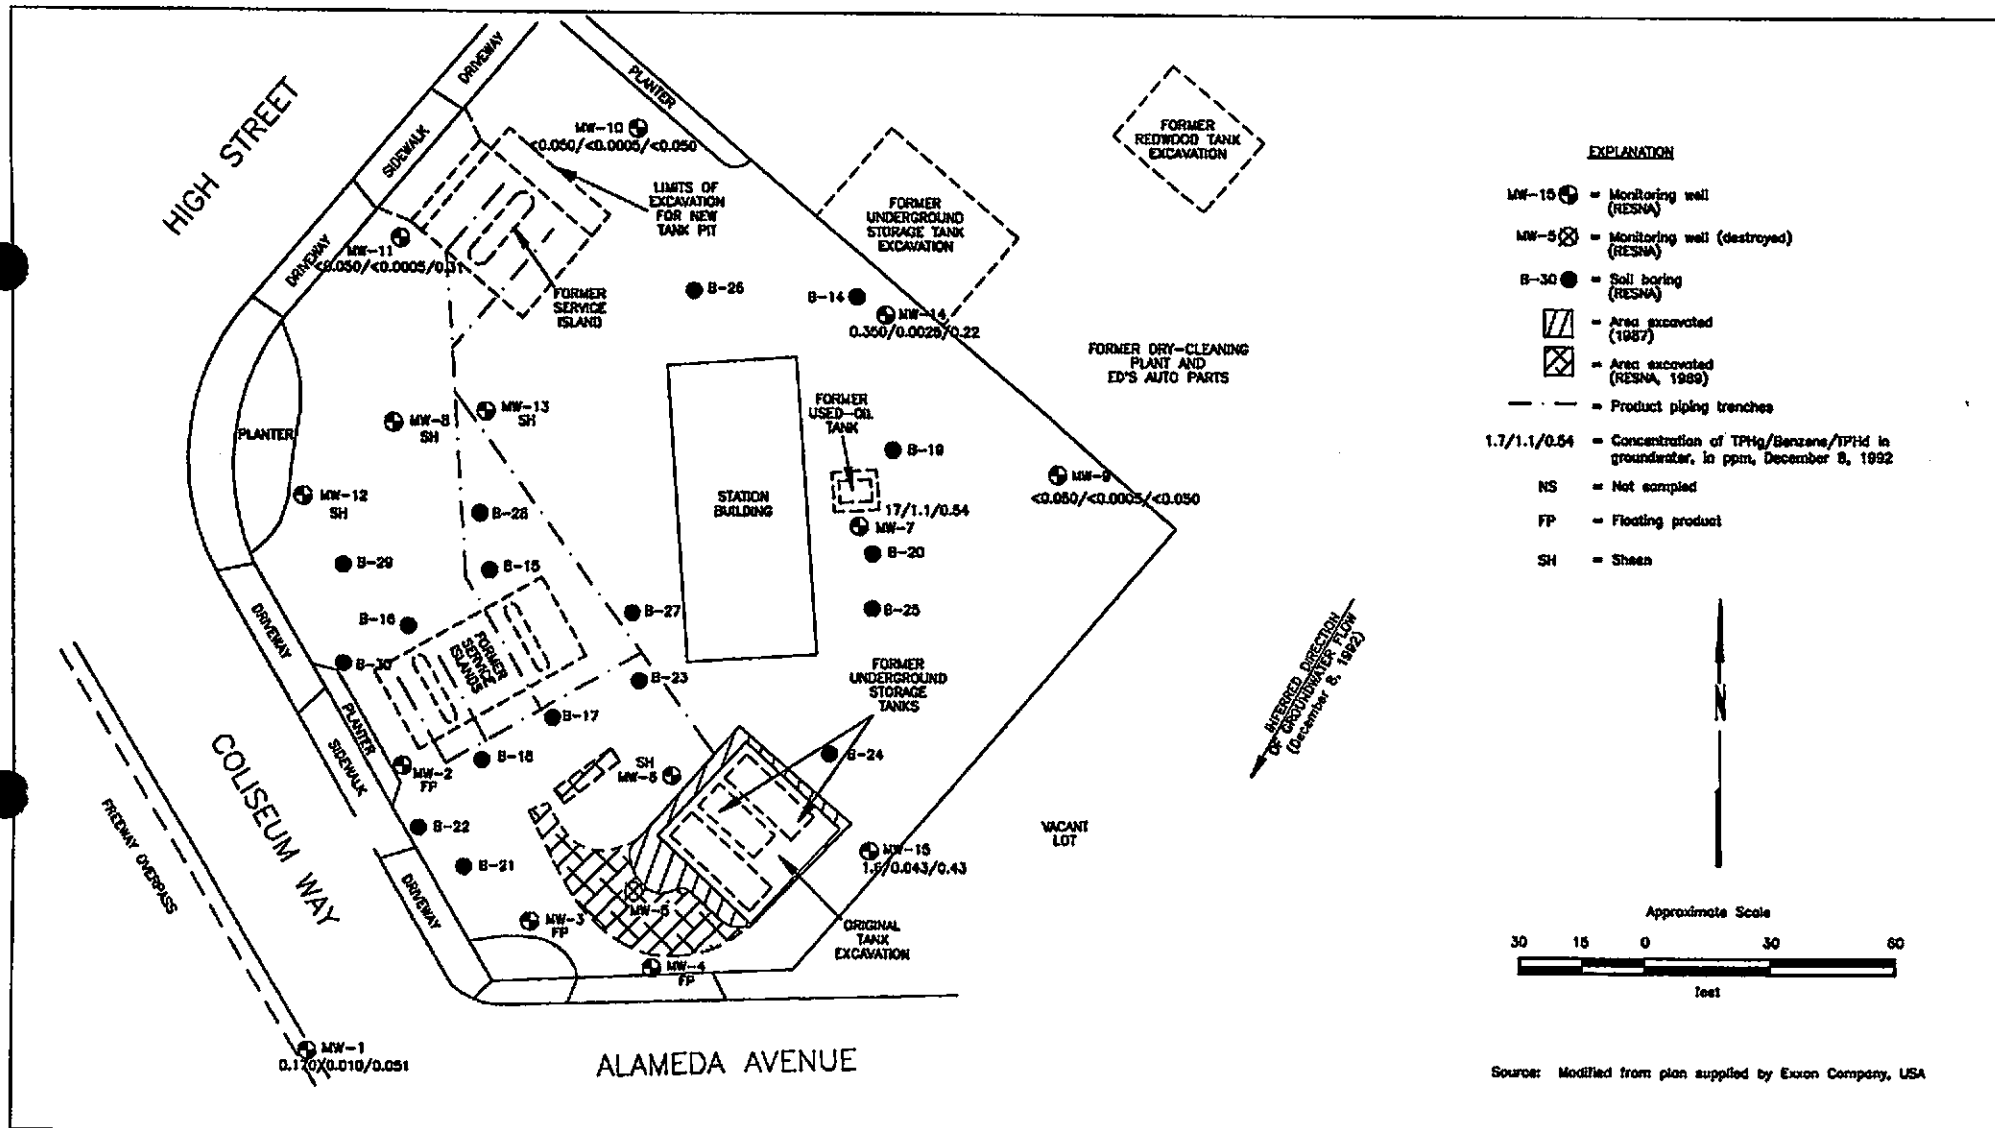 HIGH STREET
DRIVEWAY
SIDEWALK
DRIVEWAY
PLANTER
MW-10
<0.050/<0.0005/<0.050
LIMITS OF
EXCAVATION
FOR NEW
TANK PIT
MW-11
<0.050/<0.0005/0.31
FORMER
SERVICE
ISLAND
B-26
B-14
MW-14
0.350/0.0026/0.22
FORMER
UNDERGROUND
STORAGE TANK
EXCAVATION
FORMER
REDWOOD TANK
EXCAVATION
FORMER DRY-CLEANING
PLANT AND
ED'S AUTO PARTS
PLANTER
MW-8
SH
MW-13
SH
MW-12
SH
FORMER
USED-OIL
TANK
B-19
MW-9
<0.050/<0.0005/<0.050
STATION
BUILDING
17/1.1/0.54
MW-7
B-20
B-28
B-29
B-15
B-27
B-25
B-16
B-30
FORMER
SERVICE
ISLANDS
B-23
B-17
B-18
DRIVEWAY
PLANTER
SIDEWALK
MW-2
FP
FORMER
UNDERGROUND
STORAGE
TANKS
B-24
SH
MW-6
B-22
B-21
MW-3
FP
MW-5
MW-4
FP
MW-15
1.6/0.043/0.43
ORIGINAL
TANK
EXCAVATION
VACANT
LOT
DRIVEWAY
FREEWAY OVERPASS
COLISEUM WAY
MW-1
0.170/0.010/0.051
ALAMEDA AVENUE
INFERRED DIRECTION
OF GROUNDWATER FLOW
(December 8, 1992)
EXPLANATION
MW-15 = Monitoring well
(RESNA)
MW-5 = Monitoring well (destroyed)
(RESNA)
B-30 = Soil boring
(RESNA)
= Area excavated
(1987)
= Area excavated
(RESNA, 1989)
= Product piping trenches
1.7/1.1/0.54 = Concentration of TPHg/Benzene/TPHd in
groundwater, in ppm, December 8, 1992
NS = Not sampled
FP = Floating product
SH = Sheen
N
Approximate Scale
30 15 0 30 60
feet
Source: Modified from plan supplied by Exxon Company, USA